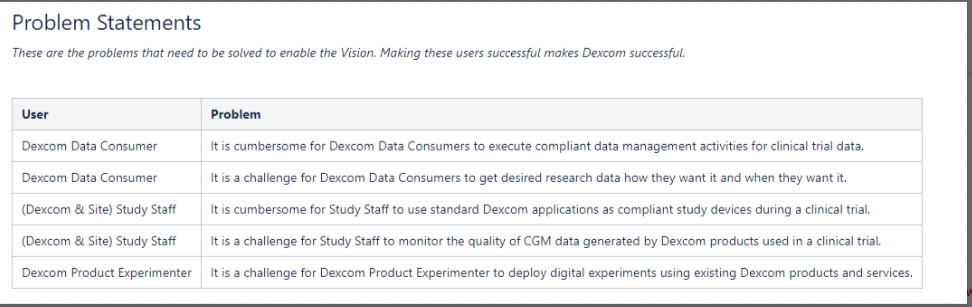 Problem Statements
These are the problems that need to be solved to enable the Vision. Making these users successful makes Dexcom successful.
User Problem
Dexcom Data Consumer It is cumbersome for Dexcom Data Consumers to execute compliant data management activities for clinical trial data.
Dexcom Data Consumer It is a challenge for Dexcom Data Consumers to get desired research data how they want it and when they want it.
(Dexcom & Site) Study Staff It is cumbersome for Study Staff to use standard Dexcom applications as compliant study devices during a clinical trial.
(Dexcom & Site) Study Staff It is a challenge for Study Staff to monitor the quality of CGM data generated by Dexcom products used in a clinical trial.
Dexcom Product Experimenter It is a challenge for Dexcom Product Experimenter to deploy digital experiments using existing Dexcom products and services.